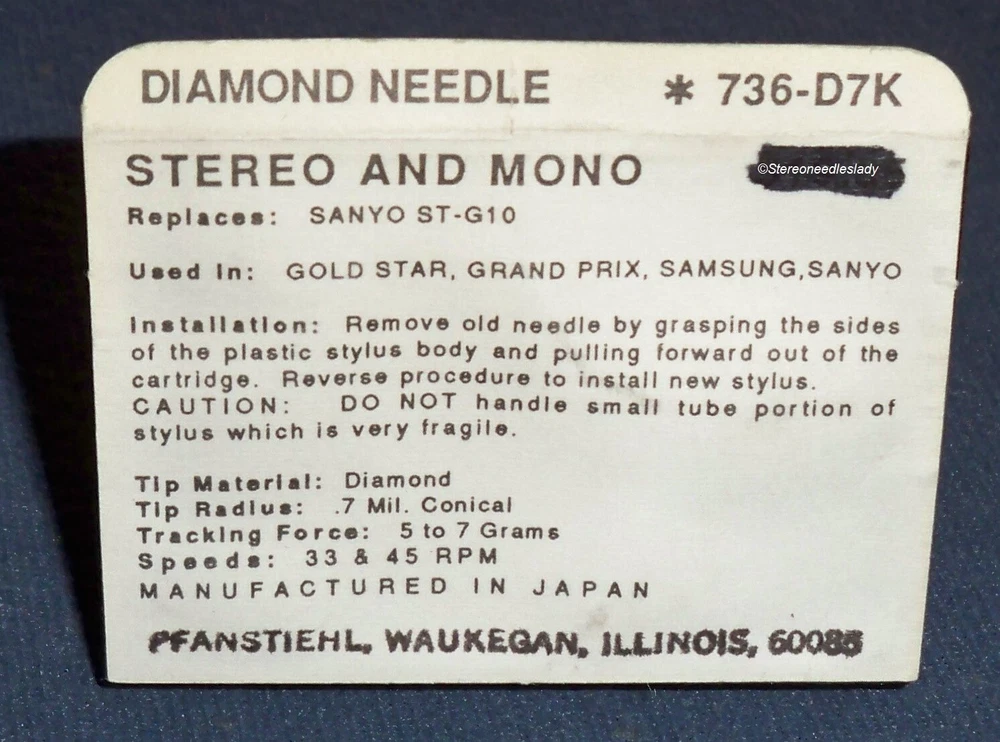 DIAMOND NEEDLE * 736-D7K
©Stereoneedleslady
STEREO AND MONO
Replaces: SANYO ST-G10
Used In: GOLD STAR, GRAND PRIX, SAMSUNG,SANYO
Installation: Remove old needle by grasping the sides
of the plastic stylus body and pulling forward out of the
cartridge. Reverse procedure to install new stylus.
CAUTION: DO NOT handle small tube portion of
stylus which is very fragile.
Tip Material: Diamond
Tip Radius: .7 Mil. Conical
Tracking Force: 5 to 7 Grams
Speeds: 33 & 45 RPM
MANUFACTURED IN JAPAN
PFANSTIEHL, WAUKEGAN, ILLINOIS, 60085